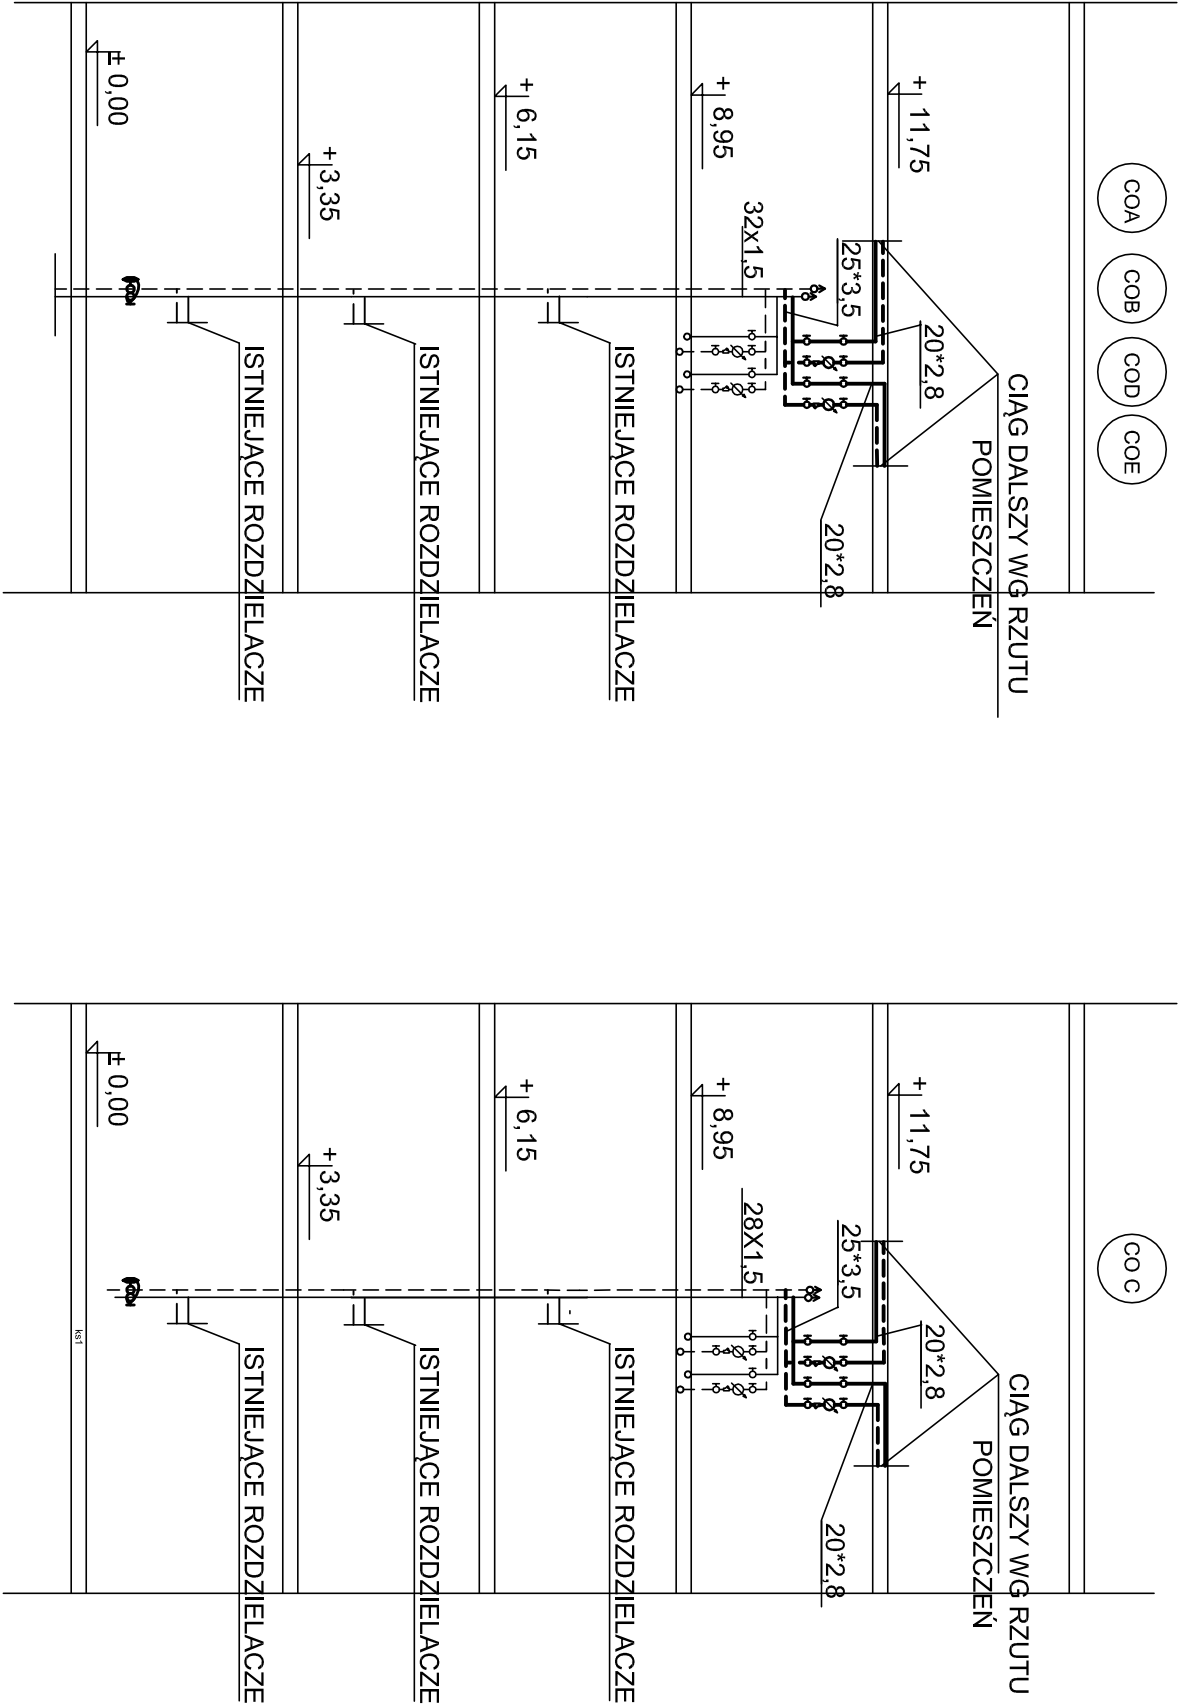 COA
COB
COD
COE
CIĄG DALSZY WG RZUTU
POMIESZCZEŃ
+ 11,75
20*2,8
20*2,8
25*3,5
32x1,5
+ 8,95
+ 6,15
ISTNIEJĄCE ROZDZIELACZE
+3,35
ISTNIEJĄCE ROZDZIELACZE
± 0,00
ISTNIEJĄCE ROZDZIELACZE
CO C
CIĄG DALSZY WG RZUTU
POMIESZCZEŃ
+ 11,75
20*2,8
20*2,8
25*3,5
28X1,5
+ 8,95
+ 6,15
ISTNIEJĄCE ROZDZIELACZE
+3,35
ISTNIEJĄCE ROZDZIELACZE
± 0,00
ISTNIEJĄCE ROZDZIELACZE
ks1